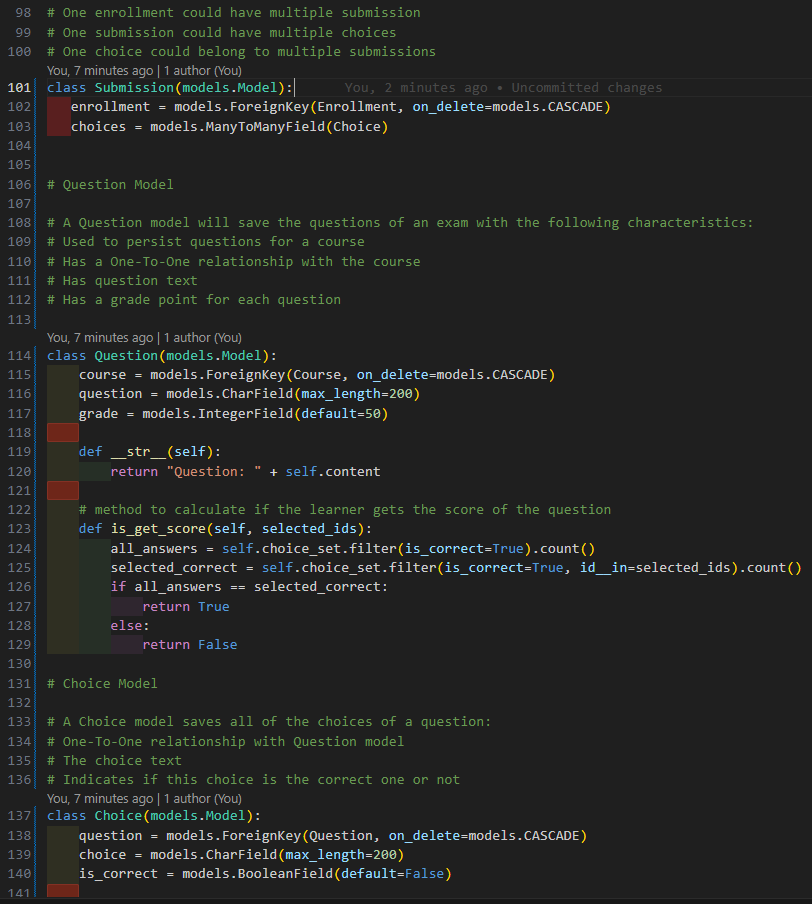 98 # One enrollment could have multiple submission
99 # One submission could have multiple choices
100 # One choice could belong to multiple submissions
You, 7 minutes ago | 1 author (You)
101 class Submission(models.Model): You, 2 minutes ago • Uncommitted changes
102 enrollment = models.ForeignKey(Enrollment, on_delete=models.CASCADE)
103 choices = models.ManyToManyField(Choice)
104
105
106 # Question Model
107
108 # A Question model will save the questions of an exam with the following characteristics:
109 # Used to persist questions for a course
110 # Has a One-To-One relationship with the course
111 # Has question text
112 # Has a grade point for each question
113
You, 7 minutes ago | 1 author (You)
114 class Question(models.Model):
115 course = models.ForeignKey(Course, on_delete=models.CASCADE)
116 question = models.CharField(max_length=200)
117 grade = models.IntegerField(default=50)
118
119 def __str__(self):
120 return "Question: " + self.content
121
122 # method to calculate if the learner gets the score of the question
123 def is_get_score(self, selected_ids):
124 all_answers = self.choice_set.filter(is_correct=True).count()
125 selected_correct = self.choice_set.filter(is_correct=True, id__in=selected_ids).count()
126 if all_answers == selected_correct:
127 return True
128 else:
129 return False
130
131 # Choice Model
132
133 # A Choice model saves all of the choices of a question:
134 # One-To-One relationship with Question model
135 # The choice text
136 # Indicates if this choice is the correct one or not
You, 7 minutes ago | 1 author (You)
137 class Choice(models.Model):
138 question = models.ForeignKey(Question, on_delete=models.CASCADE)
139 choice = models.CharField(max_length=200)
140 is_correct = models.BooleanField(default=False)
141